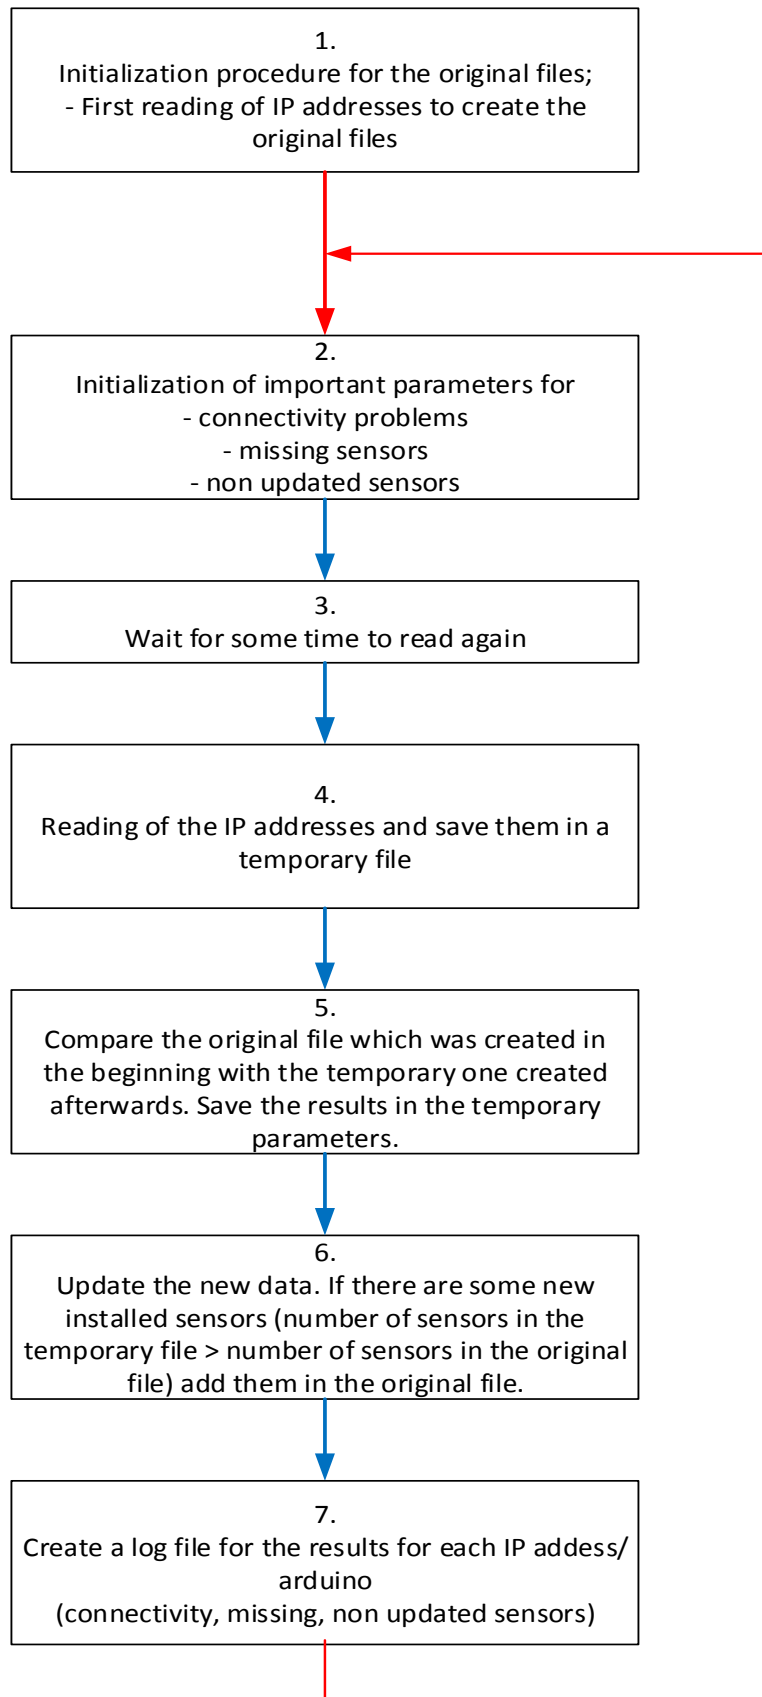 1.
Initialization procedure for the original files;
- First reading of IP addresses to create the
original files
2.
Initialization of important parameters for
- connectivity problems
- missing sensors
- non updated sensors
3.
Wait for some time to read again
4.
Reading of the IP addresses and save them in a
temporary file
5.
Compare the original file which was created in
the beginning with the temporary one created
afterwards. Save the results in the temporary
parameters.
6.
Update the new data. If there are some new
installed sensors (number of sensors in the
temporary file > number of sensors in the original
file) add them in the original file.
7.
Create a log file for the results for each IP addess/
arduino
(connectivity, missing, non updated sensors)